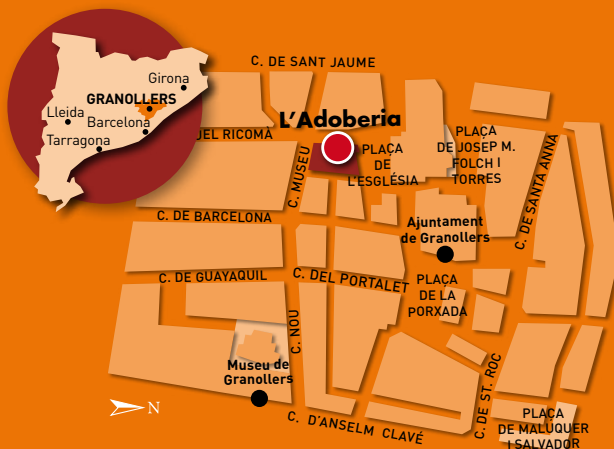 C. DE SANT JAUME
Girona
GRANOLLERS
Lleida
Barcelona
Tarragona
L'Adoberia
DEL RICOMÀ
C. MUSEU
PLAÇA
DE
L'ESGLÉSIA
PLAÇA
DE JOSEP M.
FOLCH I
TORRES
C. DE SANTA ANNA
C. DE BARCELONA
Ajuntament
de Granollers
C. DE GUAYAQUIL
C. DEL PORTALET
PLAÇA
DE LA
PORXADA
C. NOU
Museu de
Granollers
C. DE ST. ROC
N
C. D'ANSELM CLAVÉ
PLAÇA
DE MALUQUER
I SALVADOR